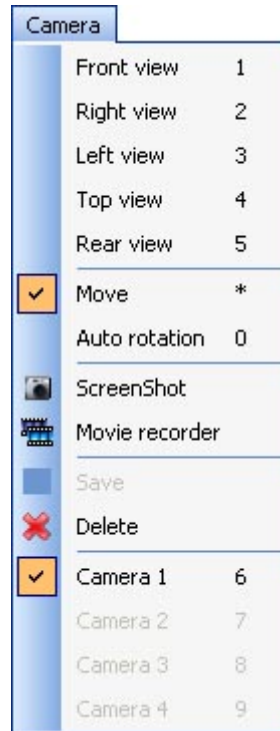 Camera
Front view 1
Right view 2
Left view 3
Top view 4
Rear view 5
Move *
Auto rotation 0
ScreenShot
Movie recorder
Save
Delete
Camera 1 6
Camera 2 7
Camera 3 8
Camera 4 9